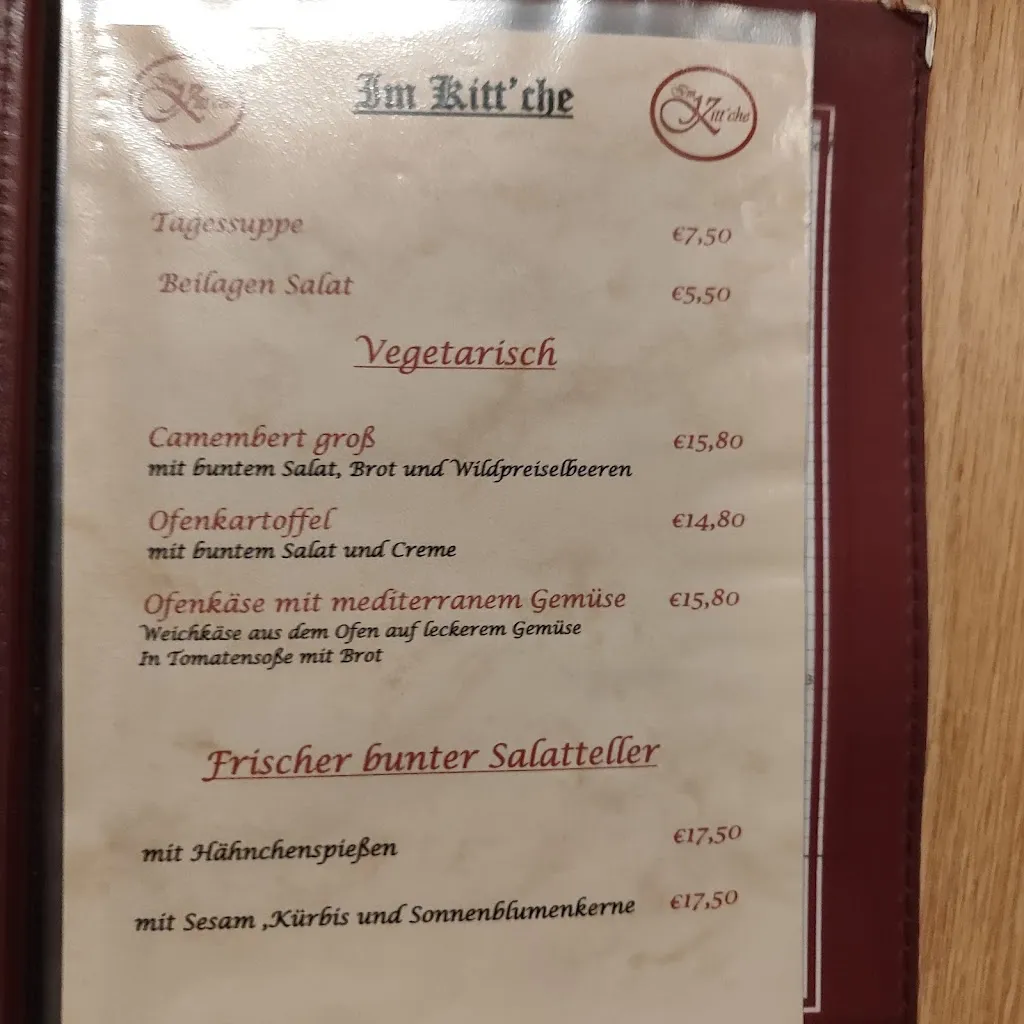 Im Kitt'che
Im Kitt'che
Tagessuppe €7,50
Beilagen Salat €5,50
Vegetarisch
Camembert groß €15,80
mit buntem Salat, Brot und Wildpreiselbeeren
Ofenkartoffel €14,80
mit buntem Salat und Creme
Ofenkäse mit mediterranem Gemüse €15,80
Weichkäse aus dem Ofen auf leckerem Gemüse
In Tomatensoße mit Brot
Frischer bunter Salatteller
mit Hähnchenspießen €17,50
mit Sesam ,Kürbis und Sonnenblumenkerne €17,50